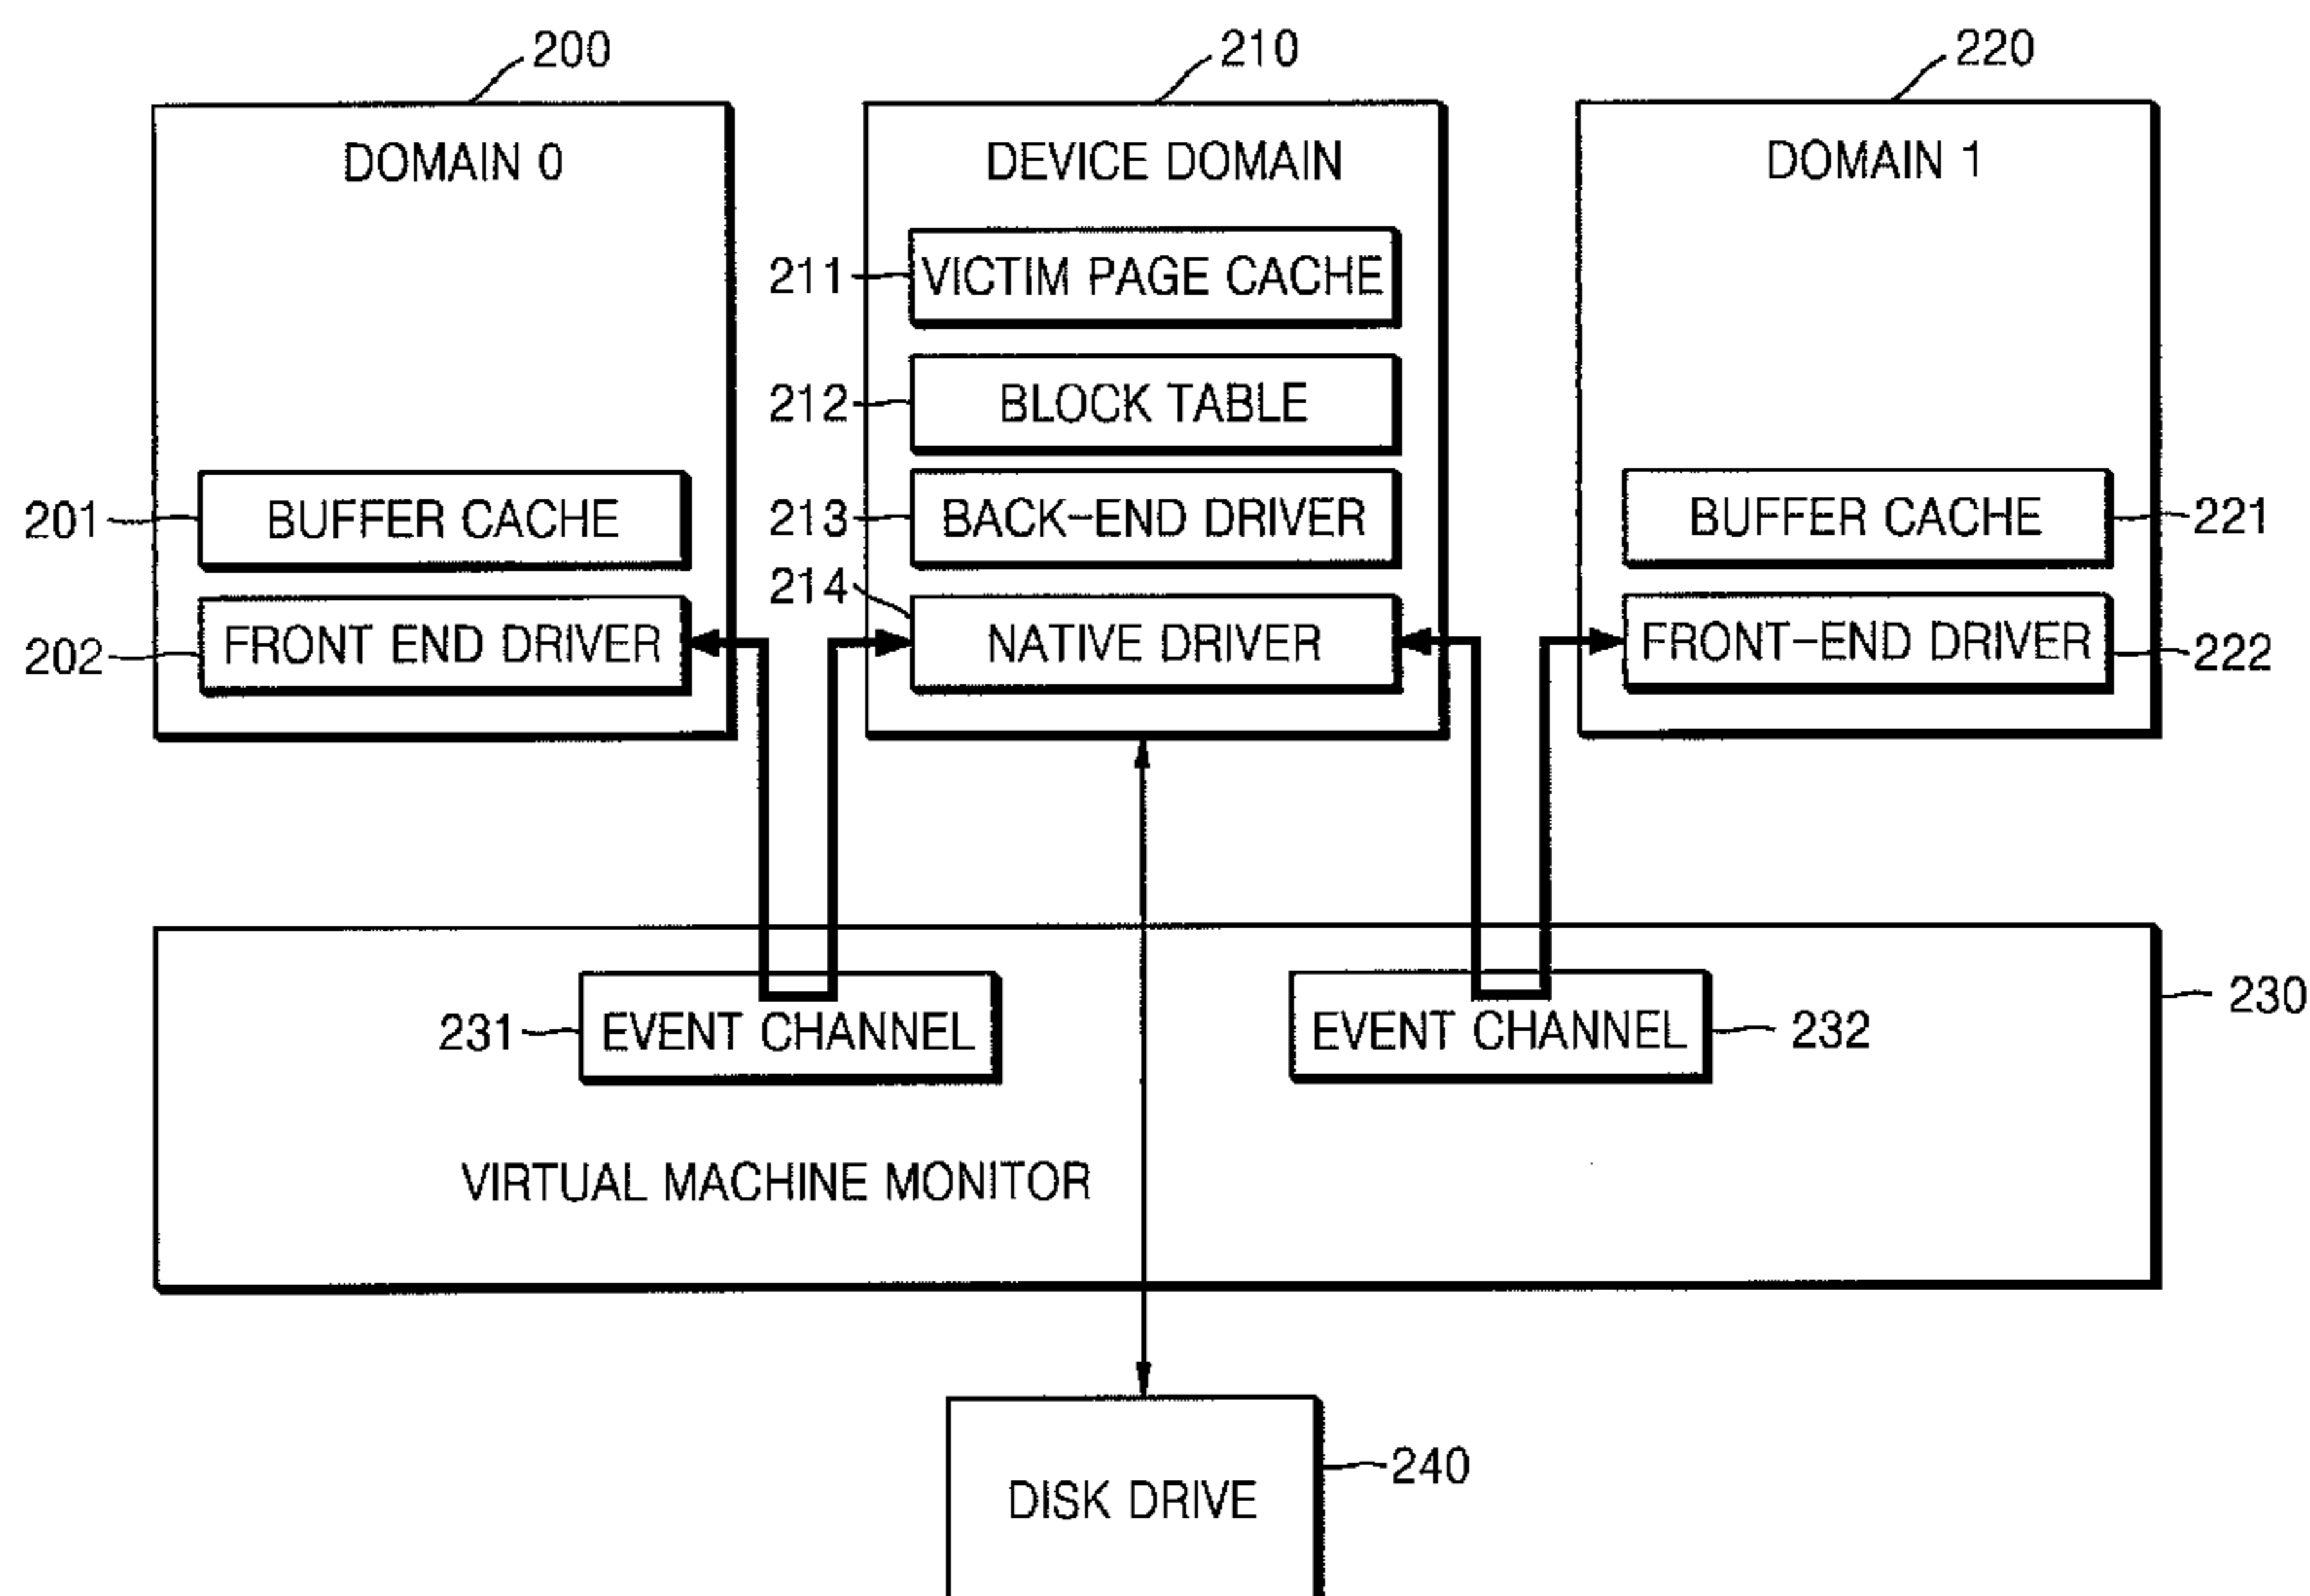 200
210
220
DOMAIN 0
DEVICE DOMAIN
DOMAIN 1
211
VICTIM PAGE CACHE
212
BLOCK TABLE
201
BUFFER CACHE
213
BACK-END DRIVER
BUFFER CACHE
221
214
202
FRONT END DRIVER
NATIVE DRIVER
FRONT-END DRIVER
222
230
231
EVENT CHANNEL
EVENT CHANNEL
232
VIRTUAL MACHINE MONITOR
240
DISK DRIVE